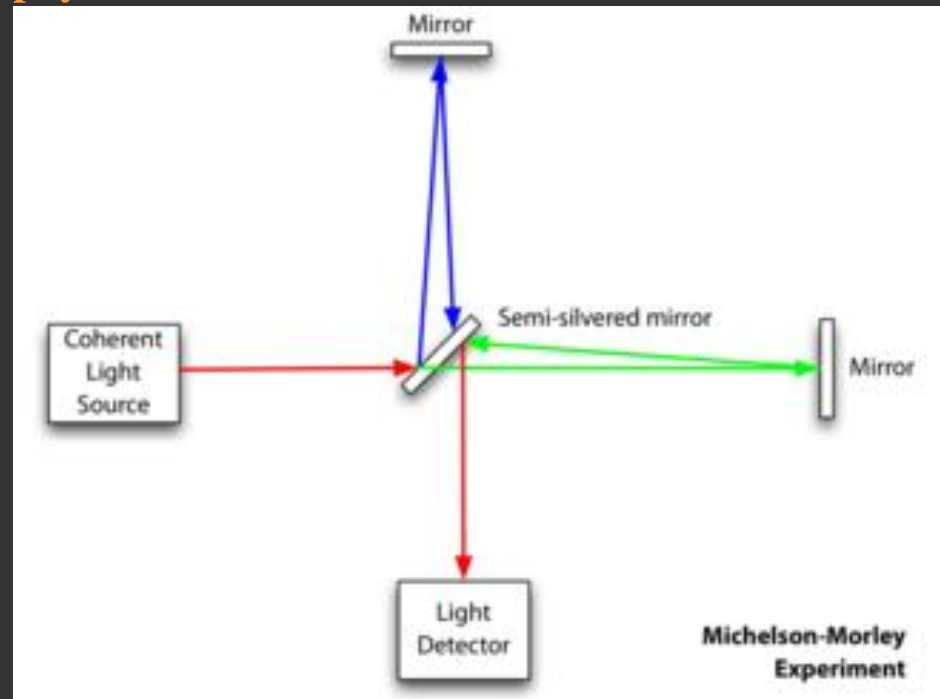 Mirror
Semi-silvered mirror
Coherent
Light
Source
Mirror
Light
Detector
Michelson-Morley
Experiment